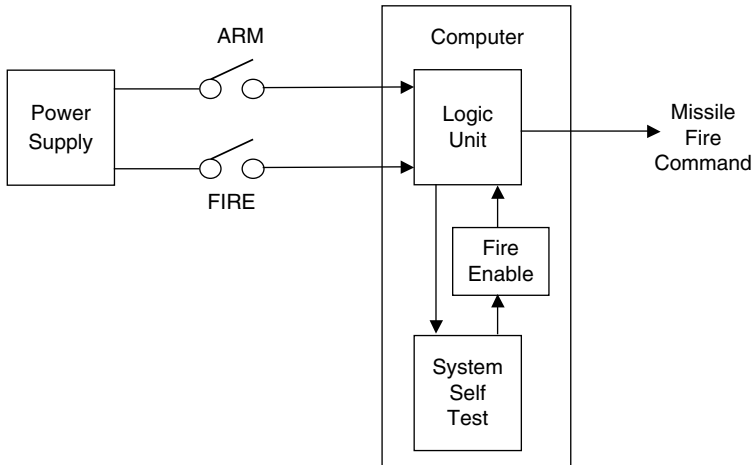 ARM
Computer
Power
Supply
Logic
Unit
Missile
Fire
Command
FIRE
Fire
Enable
System
Self
Test